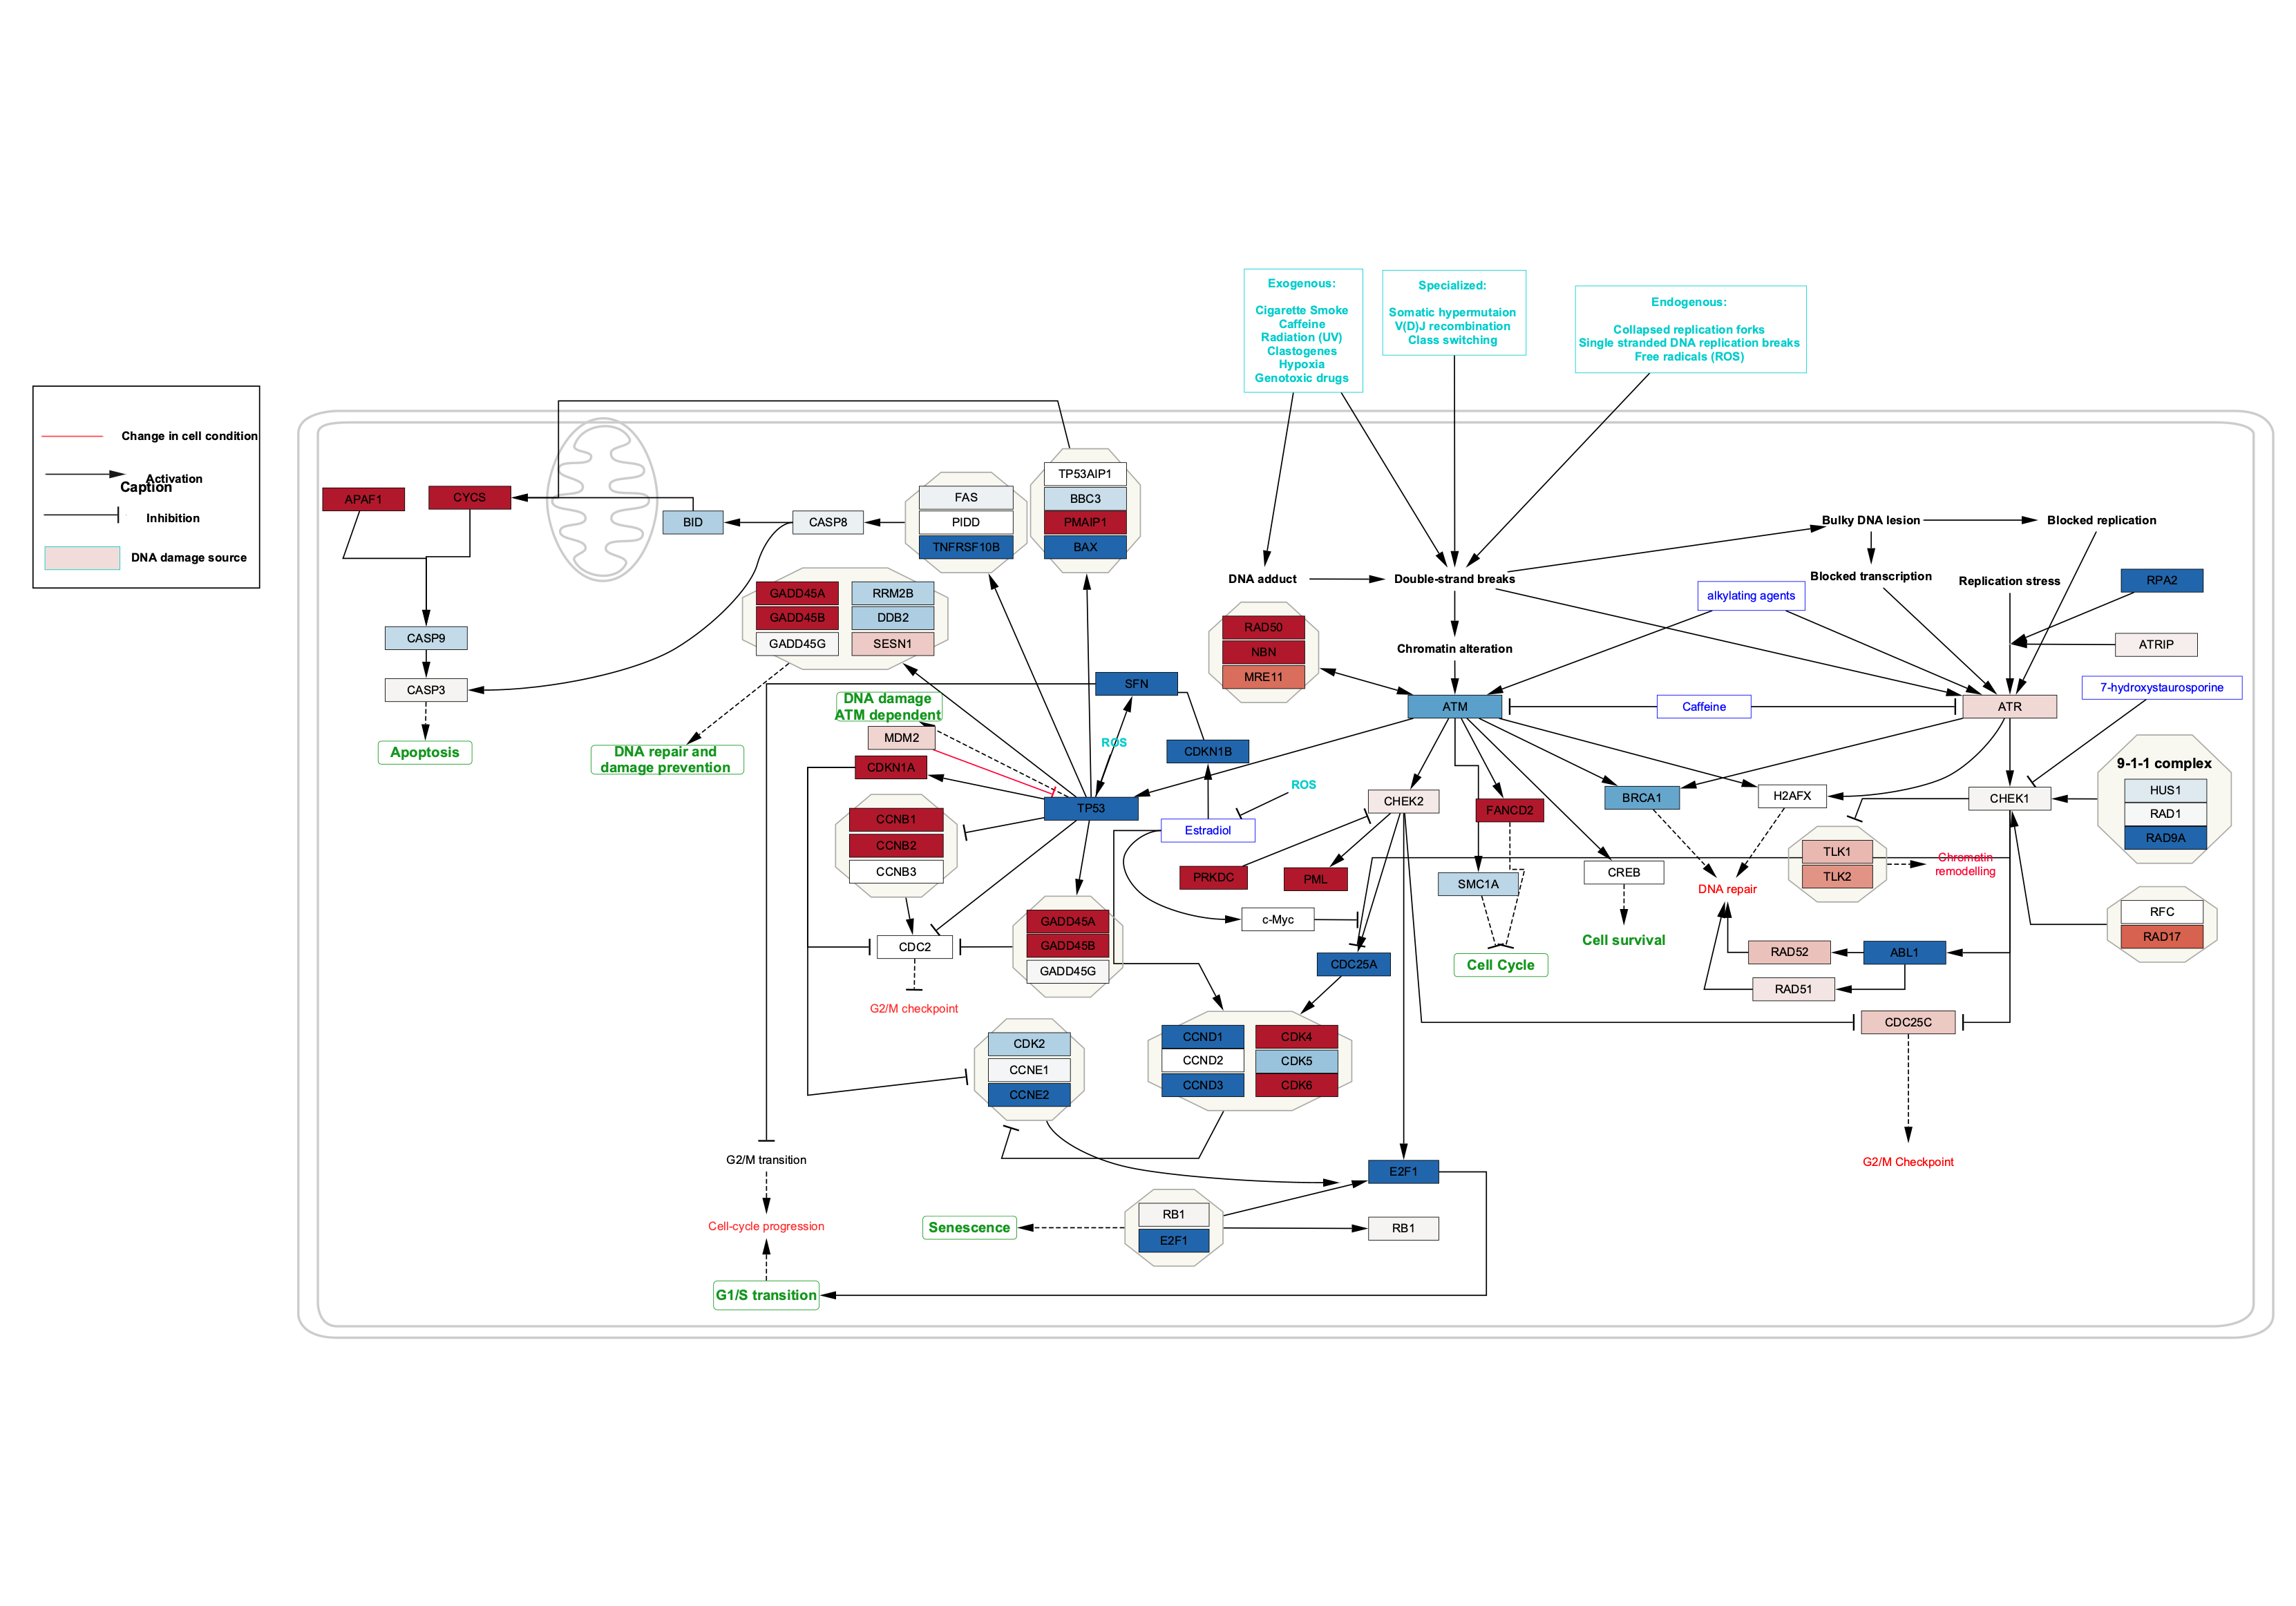 Exogenous:
Cigarette Smoke
Caffeine
Radiation (UV)
Clastogenes
Hypoxia
Genotoxic drugs
Specialized:
Somatic hypermutaion
V(D)J recombination
Class switching
Endogenous:
Collapsed replication forks
Single stranded DNA replication breaks
Free radicals (ROS)
Change in cell condition
Activation
Caption
Inhibition
DNA damage source
APAF1
CYCS
BID
CASP8
FAS
PIDD
TNFRSF10B
TP53AIP1
BBC3
PMAIP1
BAX
CASP9
CASP3
Apoptosis
GADD45A
GADD45B
GADD45G
RRM2B
DDB2
SESN1
DNA repair and
damage prevention
DNA damage
ATM dependent
MDM2
CDKN1A
SFN
ROS
CDKN1B
TP53
CCNB1
CCNB2
CCNB3
CDC2
G2/M checkpoint
GADD45A
GADD45B
GADD45G
Estradiol
ROS
c-Myc
DNA adduct
Double-strand breaks
Chromatin alteration
RAD50
NBN
MRE11
ATM
Caffeine
alkylating agents
Bulky DNA lesion
Blocked replication
Blocked transcription
Replication stress
RPA2
ATRIP
7-hydroxystaurosporine
ATR
9-1-1 complex
HUS1
RAD1
RAD9A
CHEK1
CHEK2
FANCD2
BRCA1
H2AFX
PRKDC
PML
SMC1A
CREB
DNA repair
TLK1
TLK2
Chromatin
remodelling
RFC
RAD17
Cell survival
Cell Cycle
RAD52
ABL1
RAD51
CDC25A
CDC25C
G2/M Checkpoint
CDK2
CCNE1
CCNE2
CCND1
CCND2
CCND3
CDK4
CDK5
CDK6
G2/M transition
Cell-cycle progression
G1/S transition
Senescence
RB1
E2F1
E2F1
RB1